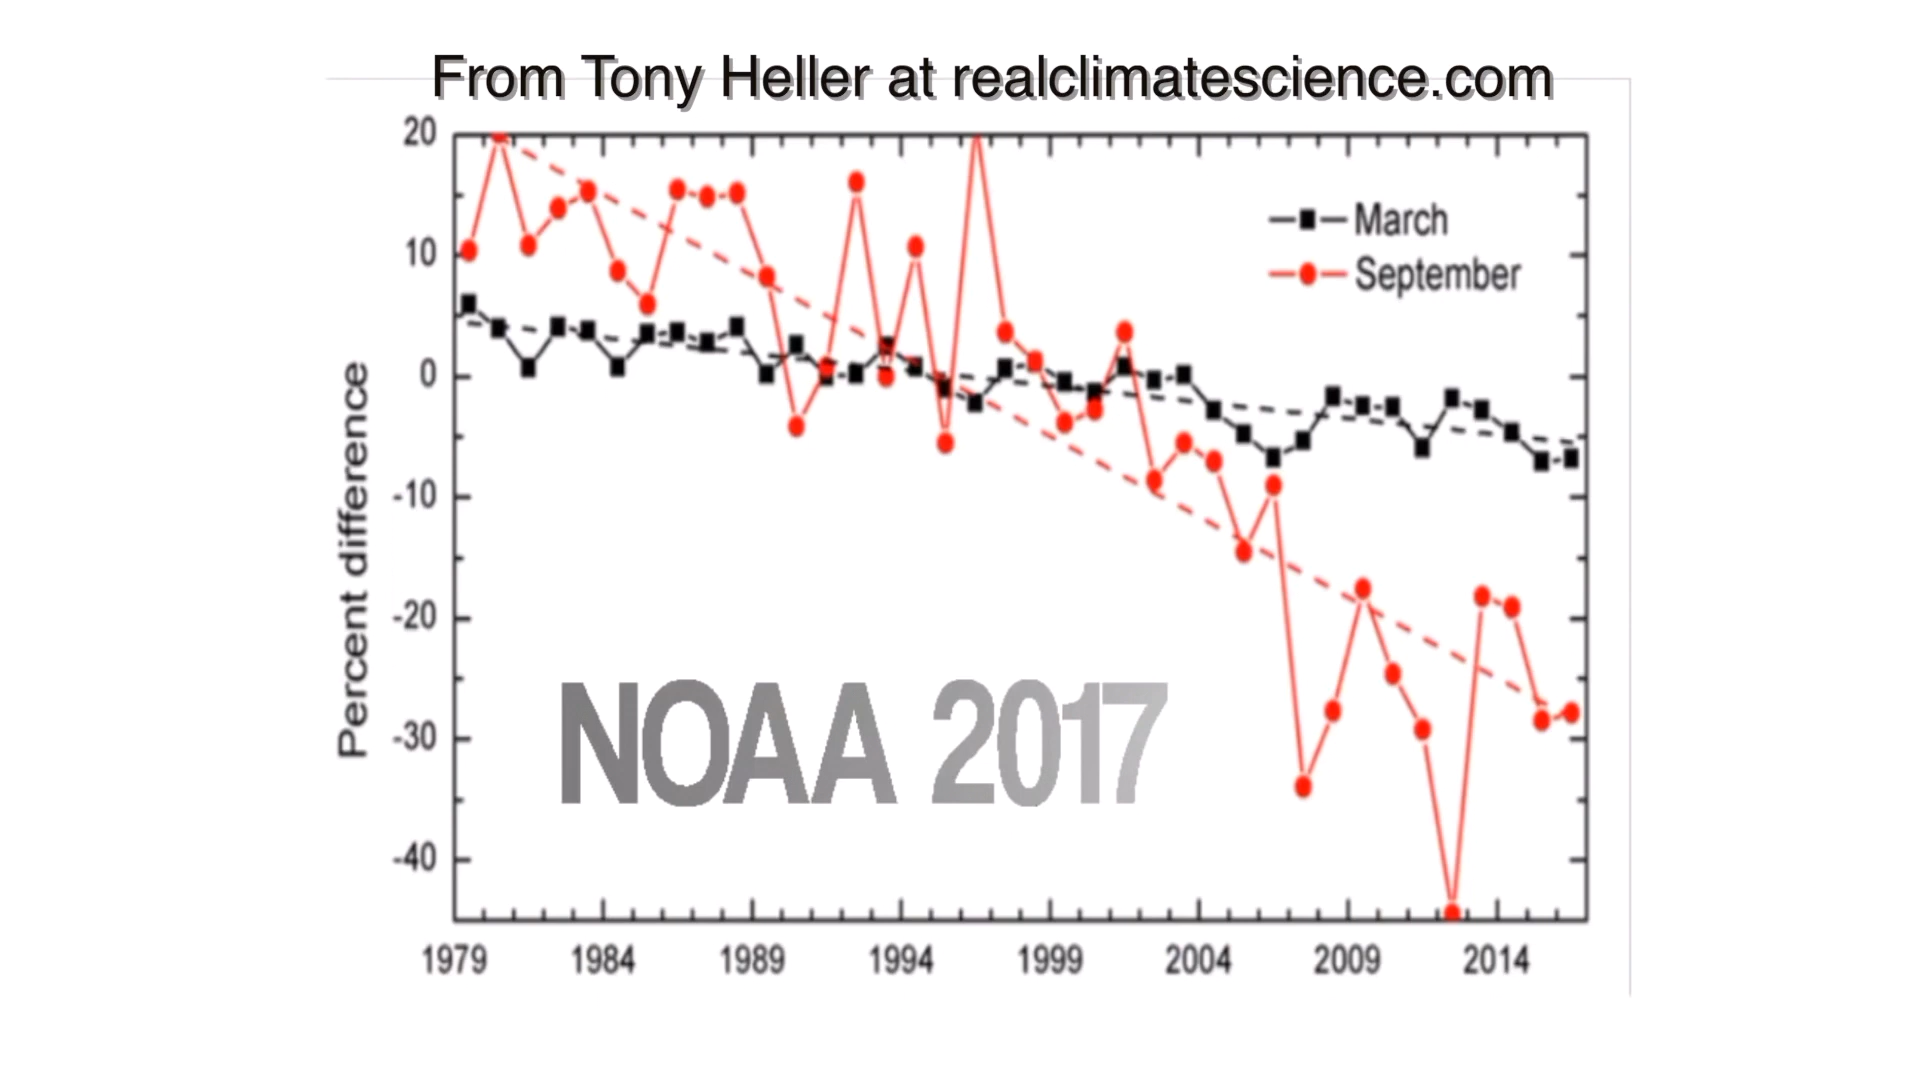 From Tony Heller at realclimatescience.com
20
10
0
-10
-20
-30
-40
Percent difference
March
September
NOAA 2017
1979 1984 1989 1994 1999 2004 2009 2014